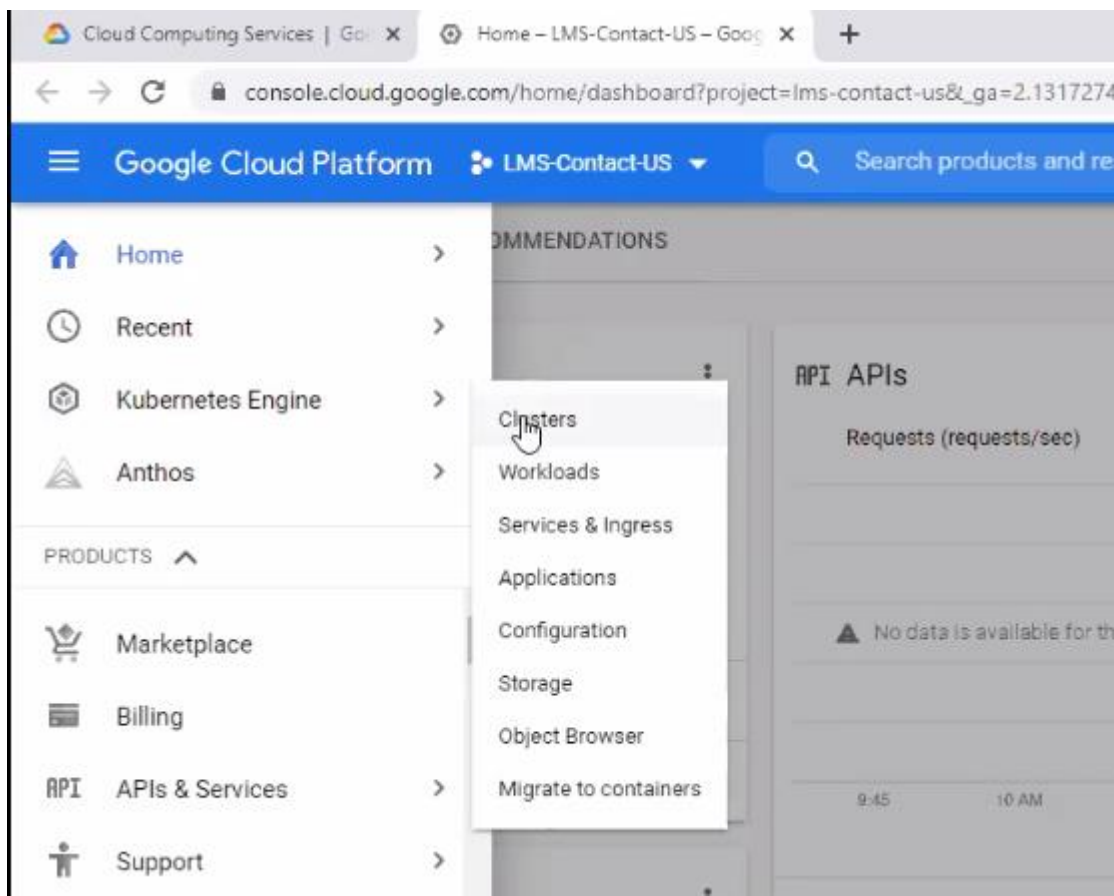 Cloud Computing Services | Goo
Home – LMS-Contact-US – Goog
console.cloud.google.com/home/dashboard?project=lms-contact-us&_ga=2.1317274
Google Cloud Platform
LMS-Contact-US
Search products and re
Home
OMMENDATIONS
Recent
Kubernetes Engine
API APIs
Clusters
Requests (requests/sec)
Anthos
Workloads
Services & Ingress
PRODUCTS
Applications
Configuration
No data is available for th
Marketplace
Storage
Billing
Object Browser
API APIs & Services
Migrate to containers
9:45
10 AM
Support